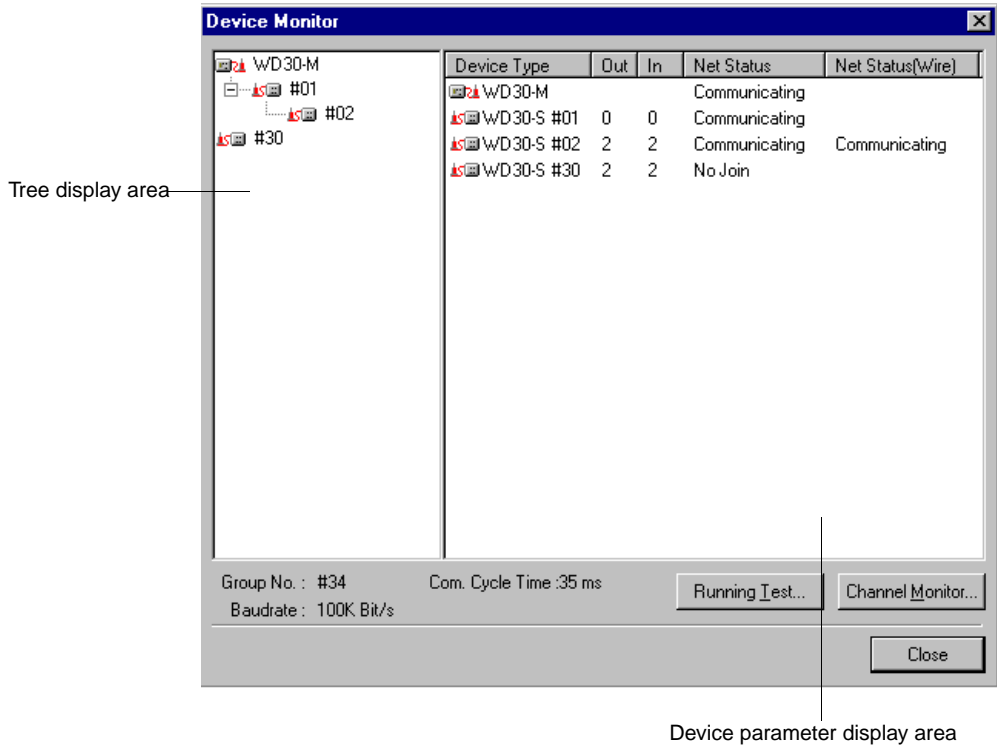 Device Monitor
WD30-M
#01
#02
#30
Tree display area
Device Type Out In Net Status Net Status(Wire)
WD30-M Communicating
WD30-S #01 0 0 Communicating
WD30-S #02 2 2 Communicating Communicating
WD30-S #30 2 2 No Join
Group No. : #34 Com. Cycle Time :35 ms
Baudrate : 100K Bit/s
Running Test... Channel Monitor...
Close
Device parameter display area